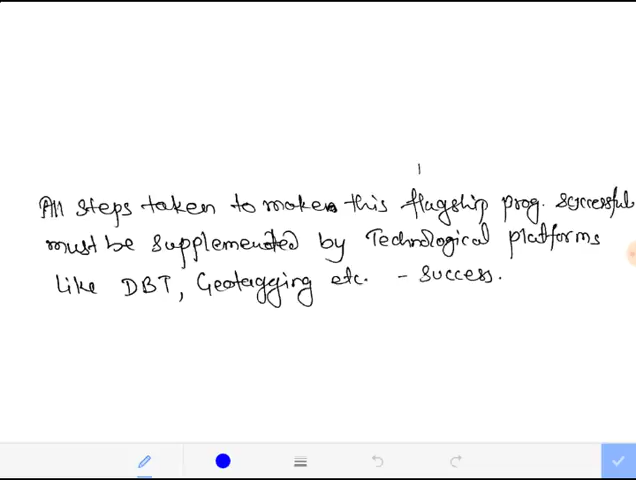 All steps taken to make this flagship prog. successful
must be supplemented by Technological platforms
like DBT, Geotagging etc. - success.